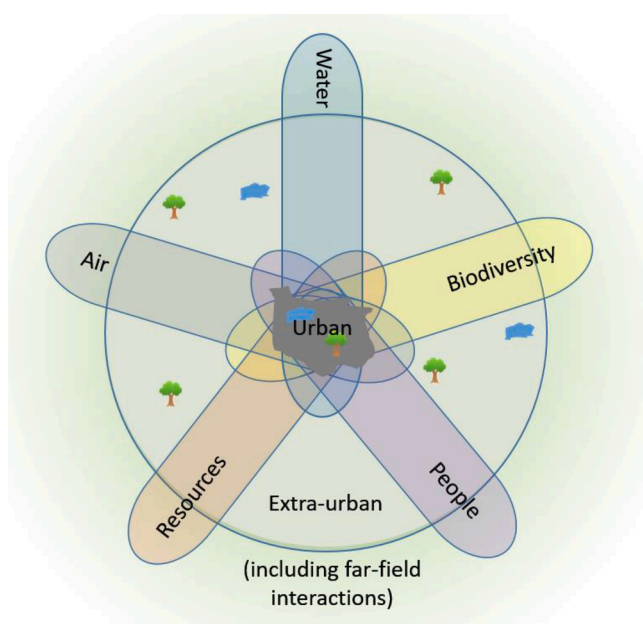 Water
Air
Biodiversity
Urban
Resources
People
Extra-urban
(including far-field
interactions)